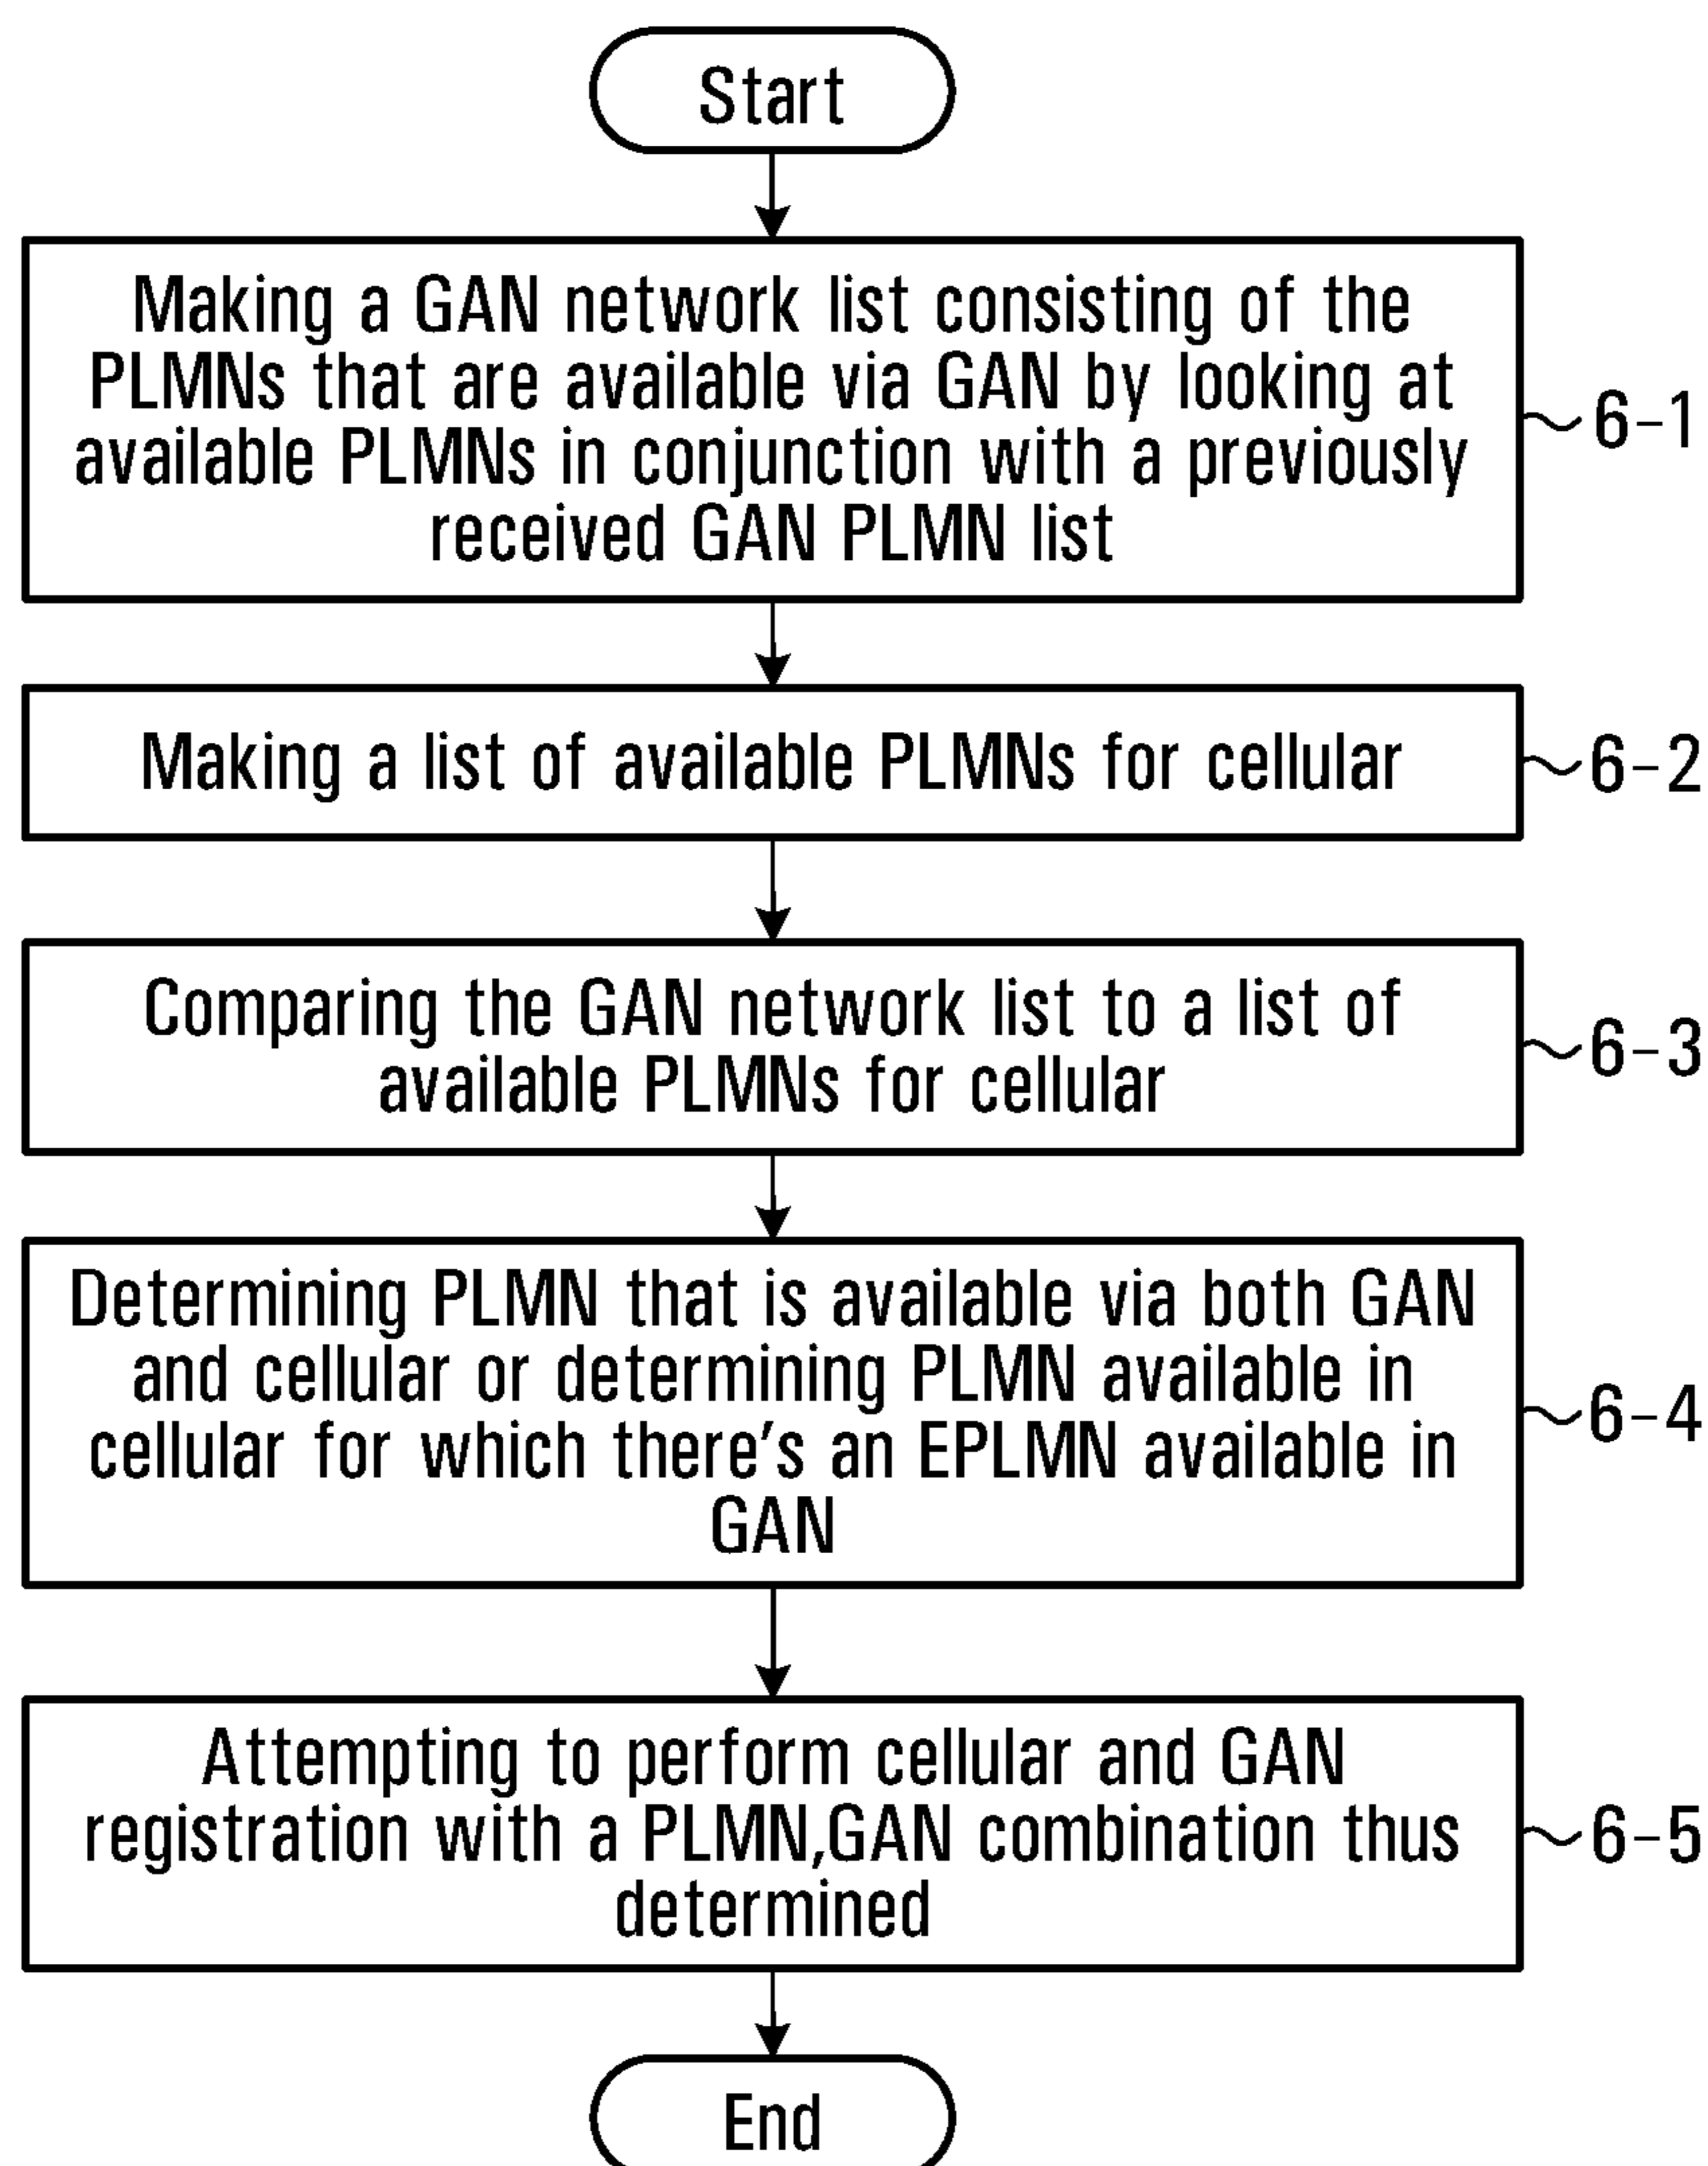 Start
Making a GAN network list consisting of the
PLMNs that are available via GAN by looking at
available PLMNs in conjunction with a previously
received GAN PLMN list
6-1
Making a list of available PLMNs for cellular
6-2
Comparing the GAN network list to a list of
available PLMNs for cellular
6-3
Determining PLMN that is available via both GAN
and cellular or determining PLMN available in
cellular for which there's an EPLMN available in
GAN
6-4
Attempting to perform cellular and GAN
registration with a PLMN,GAN combination thus
determined
6-5
End